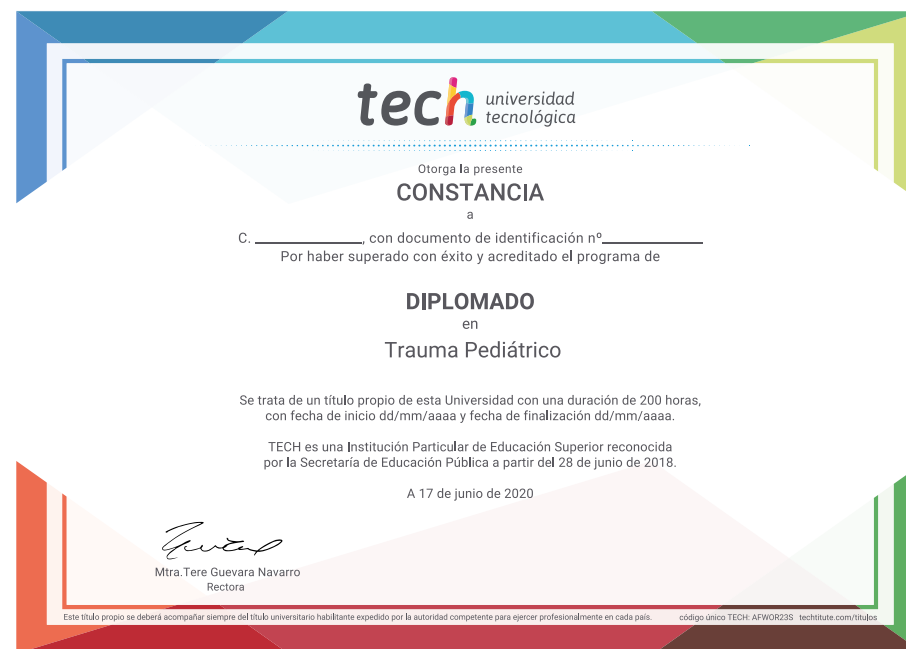 tech universidad
tecnológica
Otorga la presente
CONSTANCIA
a
C. ____________, con documento de identificación nº____________
Por haber superado con éxito y acreditado el programa de
DIPLOMADO
en
Trauma Pediátrico
Se trata de un título propio de esta Universidad con una duración de 200 horas,
con fecha de inicio dd/mm/aaaa y fecha de finalización dd/mm/aaaa.
TECH es una Institución Particular de Educación Superior reconocida
por la Secretaría de Educación Pública a partir del 28 de junio de 2018.
A 17 de junio de 2020
Mtra.Tere Guevara Navarro
Rectora
Este título propio se deberá acompañar siempre del título universitario habilitante expedido por la autoridad competente para ejercer profesionalmente en cada país. código único TECH: AFWOR23S techtitute.com/titulos